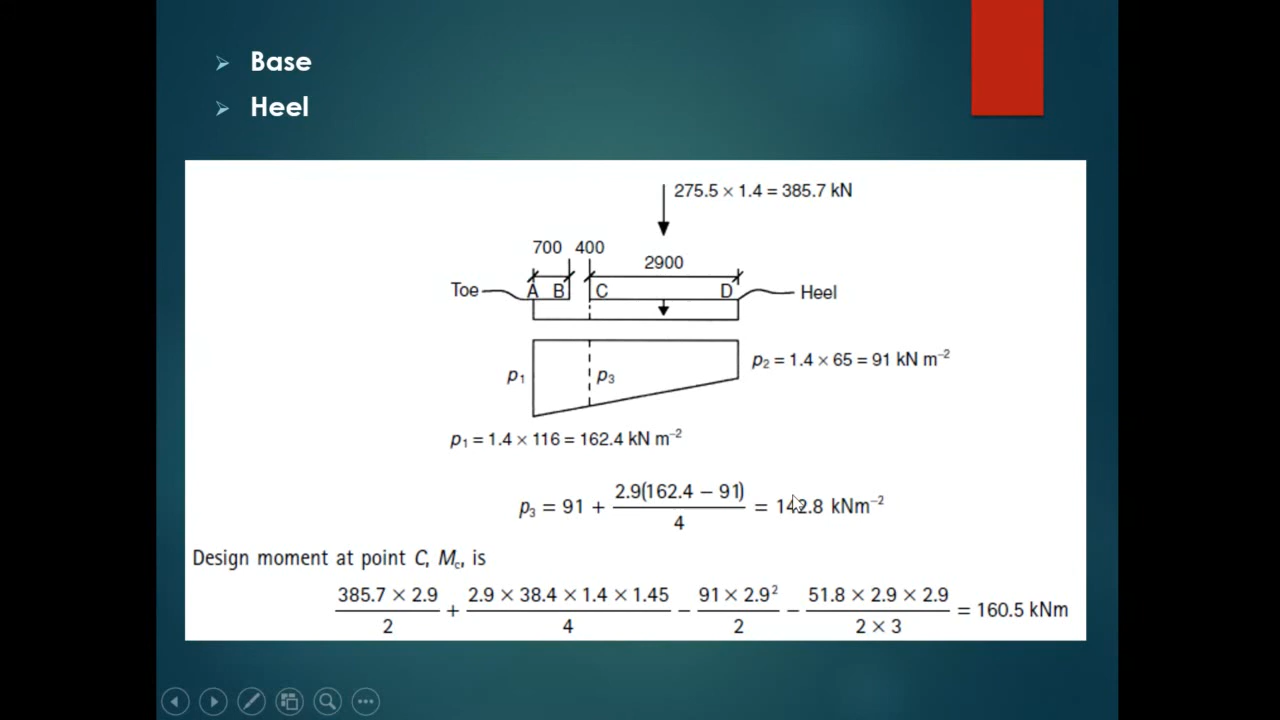 Base
Heel
275.5 × 1.4 = 385.7 kN
700 400
2900
Toe A B C D Heel
p₁ p₃ p₂ = 1.4 × 65 = 91 kN m⁻²
p₁ = 1.4 × 116 = 162.4 kN m⁻²
p₃ = 91 + 2.9(162.4 − 91) / 4 = 142.8 kNm⁻²
Design moment at point C, Mc, is
385.7 × 2.9 / 2 + 2.9 × 38.4 × 1.4 × 1.45 / 4 − 91 × 2.9² / 2 − 51.8 × 2.9 × 2.9 / 2 × 3 = 160.5 kNm